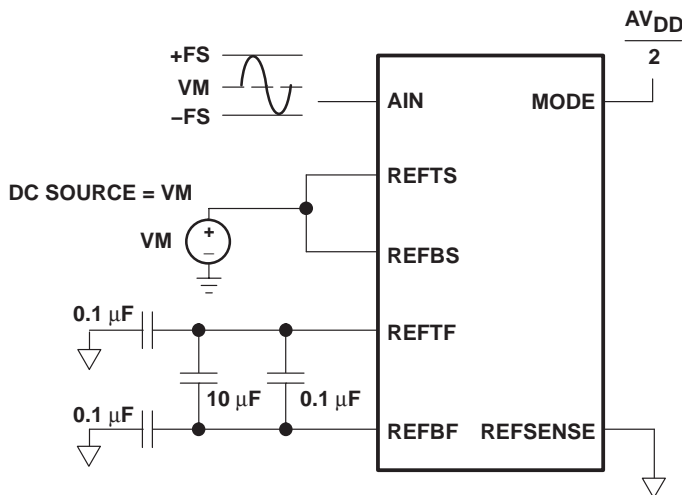 AVDD
2
+FS
VM
–FS
AIN
MODE
REFTS
DC SOURCE = VM
VM
+
–
REFBS
0.1 μF
REFTF
10 μF
0.1 μF
0.1 μF
REFBF
REFSENSE